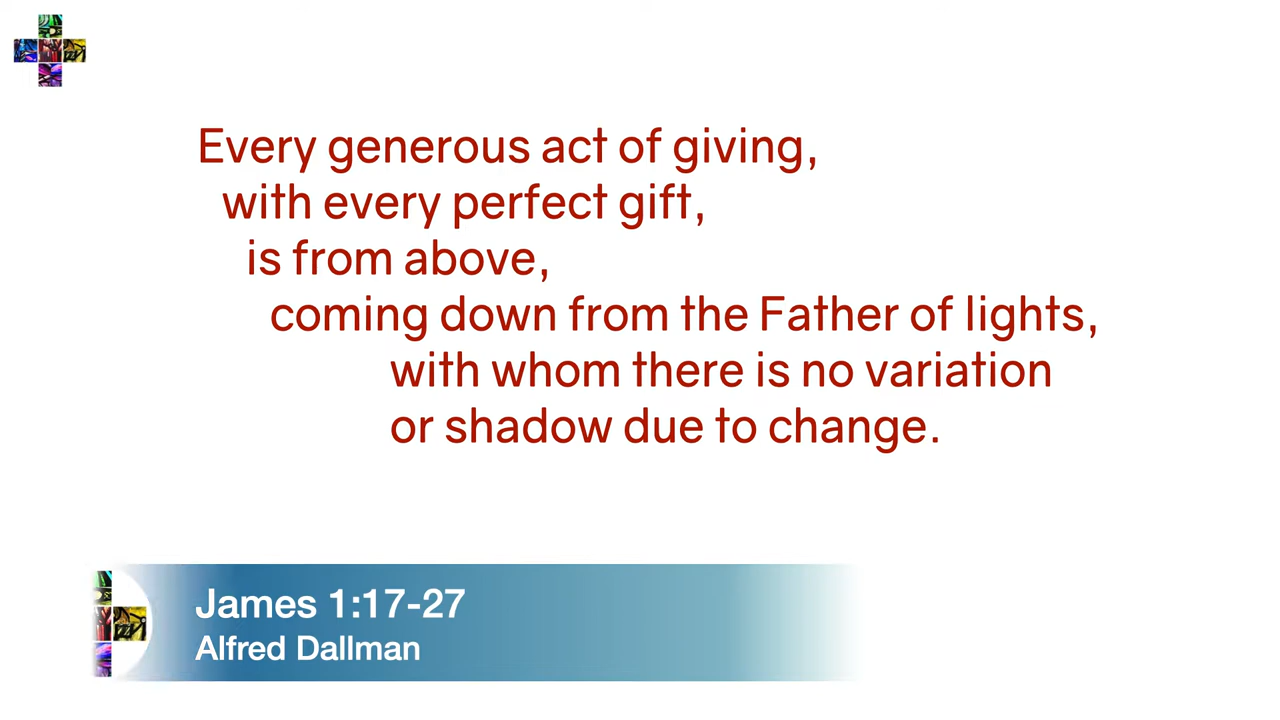 Every generous act of giving,
with every perfect gift,
is from above,
coming down from the Father of lights,
with whom there is no variation
or shadow due to change.
James 1:17-27
Alfred Dallman